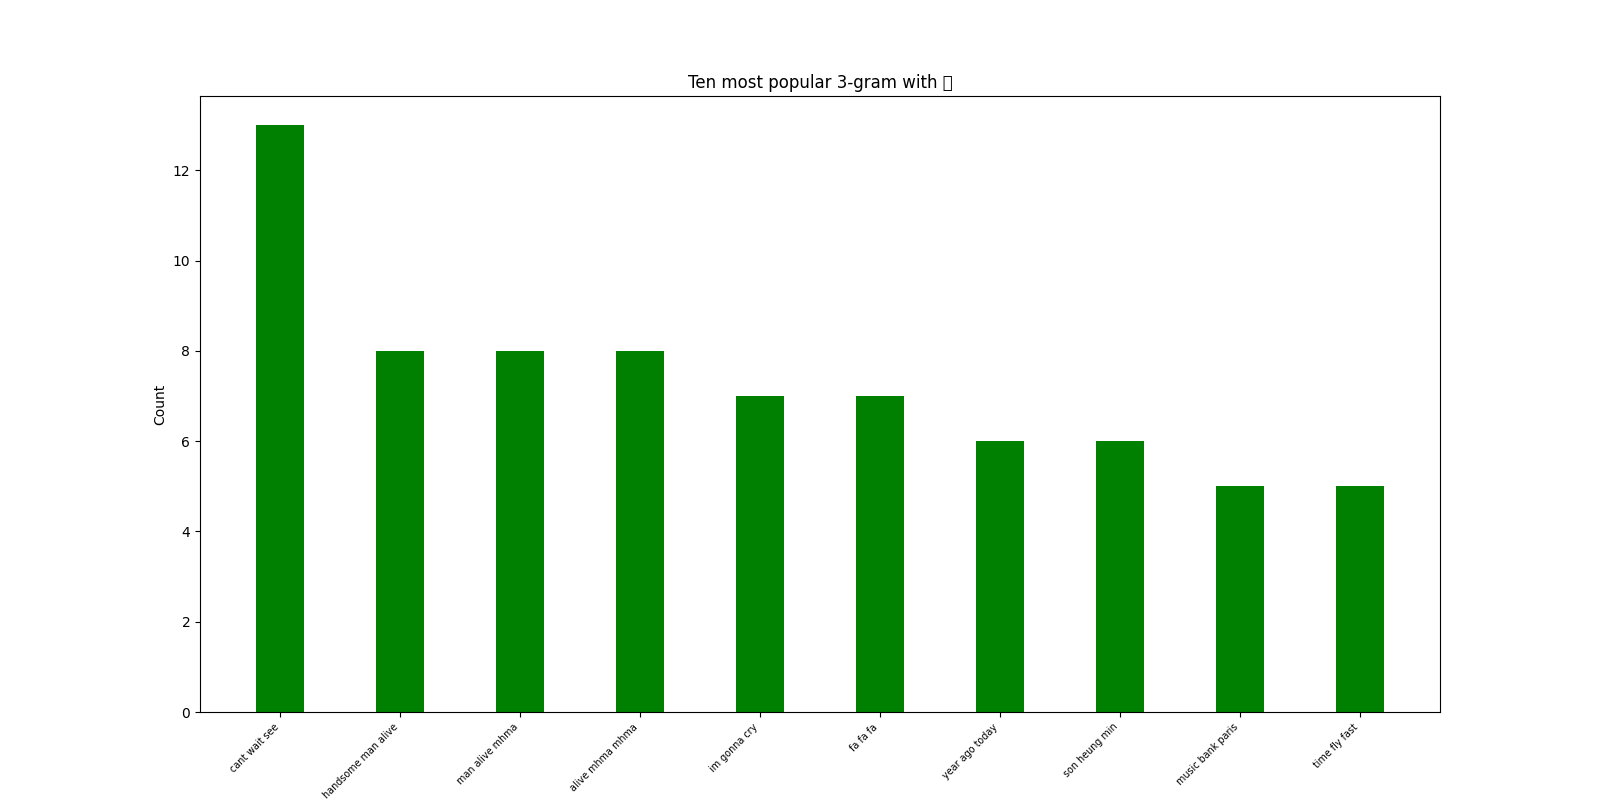 Ten most popular 3-gram with
Count
12
10
8
6
4
2
0
cant wait see
handsome man alive
man alive mhma
alive mhma mhma
im gonna cry
fa fa fa
year ago today
son heung min
music bank paris
time fly fast